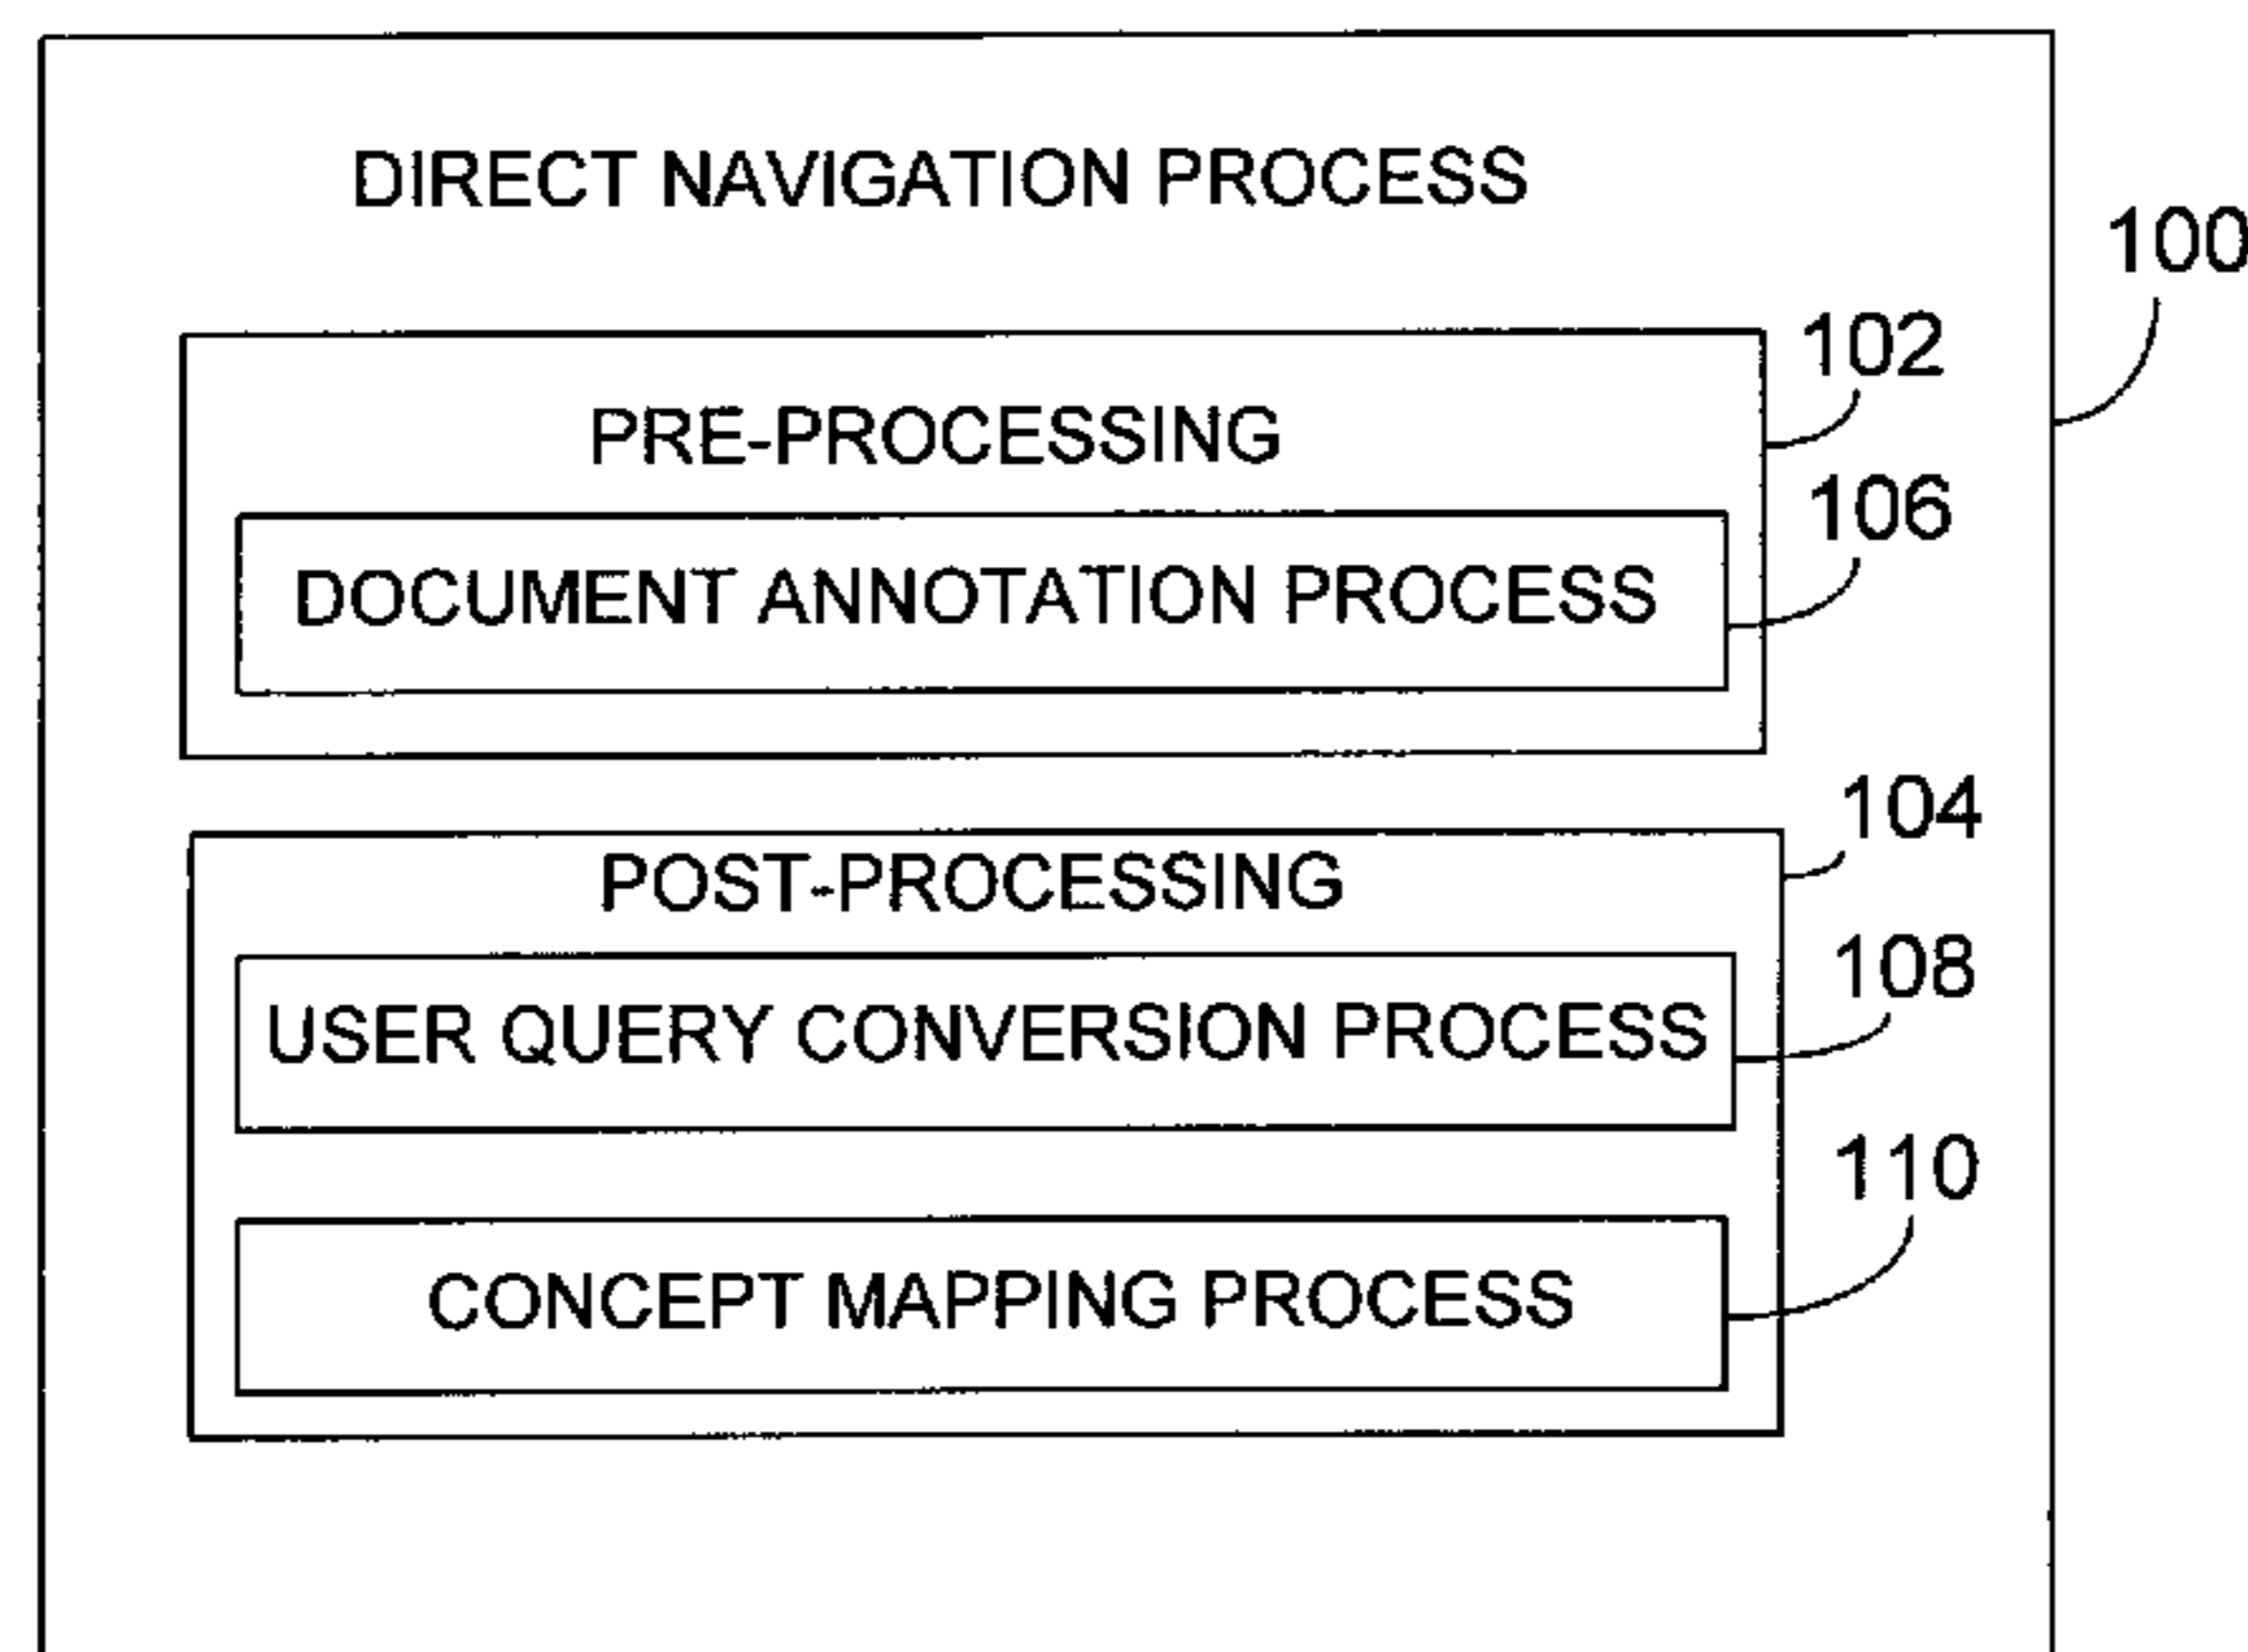 DIRECT NAVIGATION PROCESS
100
102
PRE-PROCESSING
106
DOCUMENT ANNOTATION PROCESS
104
POST-PROCESSING
108
USER QUERY CONVERSION PROCESS
110
CONCEPT MAPPING PROCESS